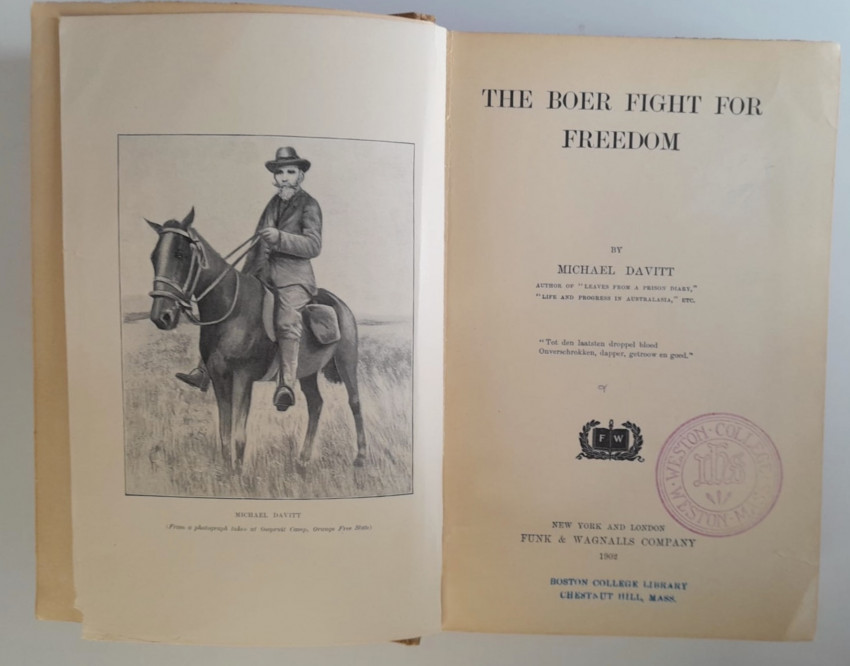 MICHAEL DAVITT
(From a photograph taken at Camp, Orange Free State)
THE BOER FIGHT FOR
FREEDOM
BY
MICHAEL DAVITT
AUTHOR OF "LEAVES FROM A PRISON DIARY,"
"LIFE AND PROGRESS IN AUSTRALASIA," ETC.
"Tot den laatsten droppel bloed
Onverschrokken, dapper, getrouw en goed."
F W
WESTON · COLLEGE
ihs
WESTON, MASS.
NEW YORK AND LONDON
FUNK & WAGNALLS COMPANY
1902
BOSTON COLLEGE LIBRARY
CHESTNUT HILL, MASS.